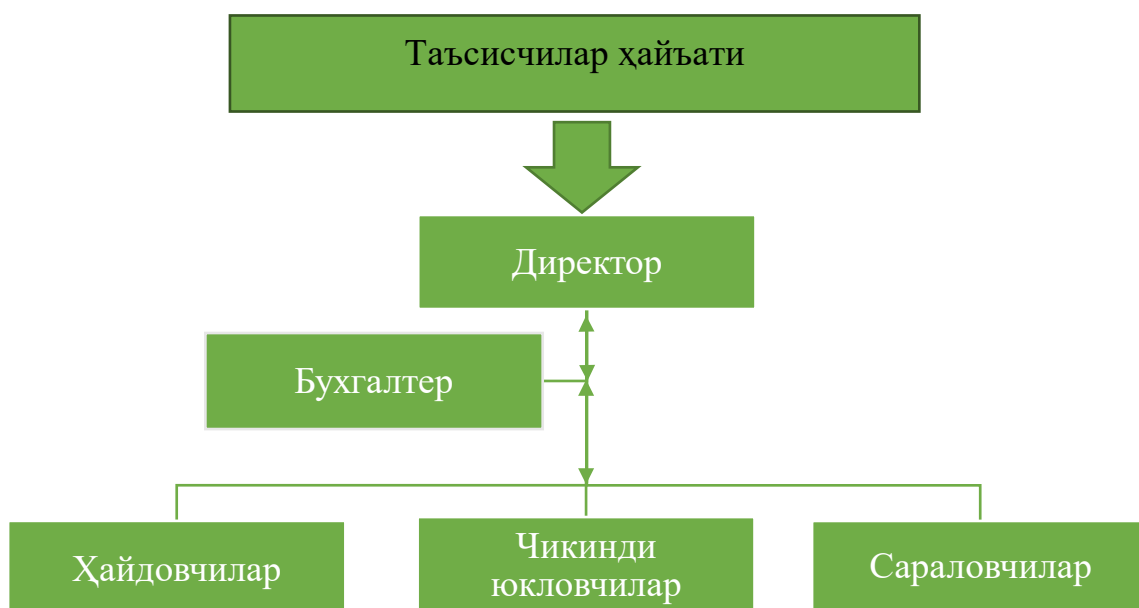 Таъсисчилар ҳайъати
Директор
Бухгалтер
Ҳайдовчилар
Чикинди
юкловчилар
Сараловчилар